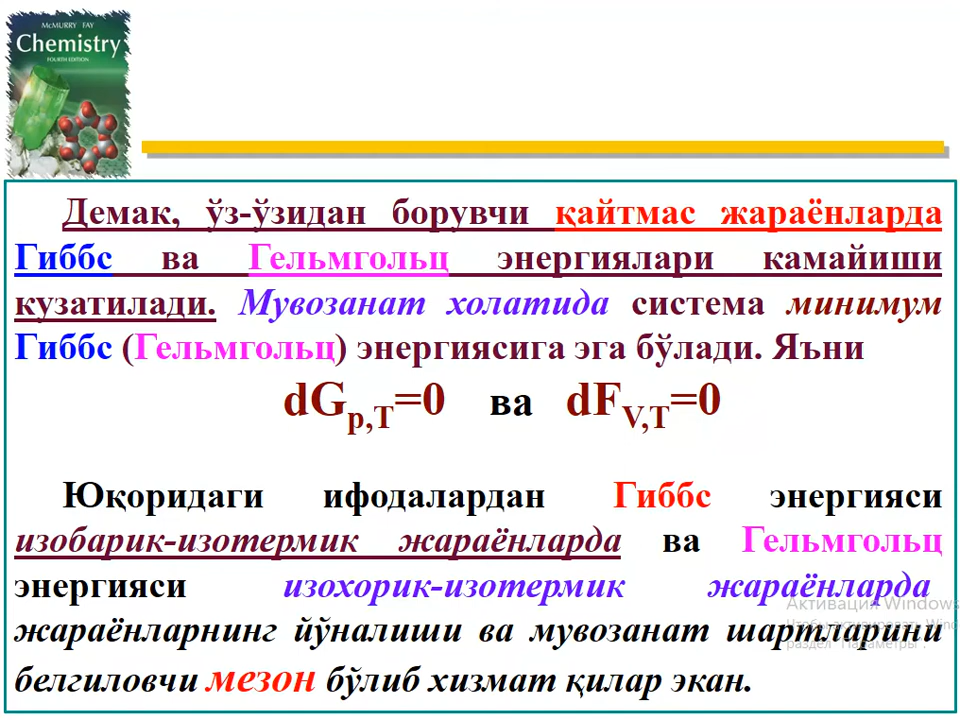 McMURRY FAY
Chemistry
FOURTH EDITION
Демак, ўз-ўзидан борувчи қайтмас жараёнларда
Гиббс ва Гельмгольц энергиялари камайиши
кузатилади. Мувозанат холатида система минимум
Гиббс (Гельмгольц) энергиясига эга бўлади. Яъни
dGp,T=0 ва dFV,T=0
Юқоридаги ифодалардан Гиббс энергияси
изобарик-изотермик жараёнларда ва Гельмгольц
энергияси изохорик-изотермик жараёнларда
жараёнларнинг йўналиши ва мувозанат шартларини
белгиловчи мезон бўлиб хизмат қилар экан.
Активация Windows
Чтобы активировать Wind
раздел "Параметры".